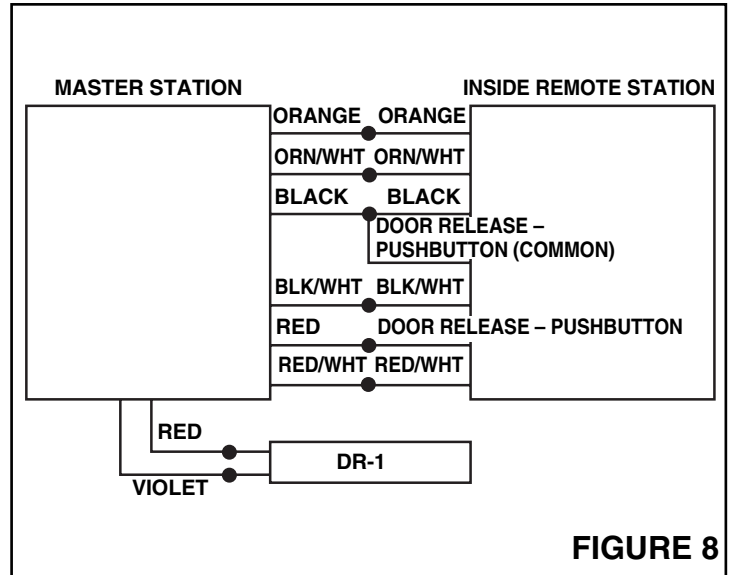 MASTER STATION INSIDE REMOTE STATION
ORANGE ORANGE
ORN/WHT ORN/WHT
BLACK BLACK
DOOR RELEASE –
PUSHBUTTON (COMMON)
BLK/WHT BLK/WHT
RED DOOR RELEASE – PUSHBUTTON
RED/WHT RED/WHT
RED
DR-1
VIOLET
FIGURE 8